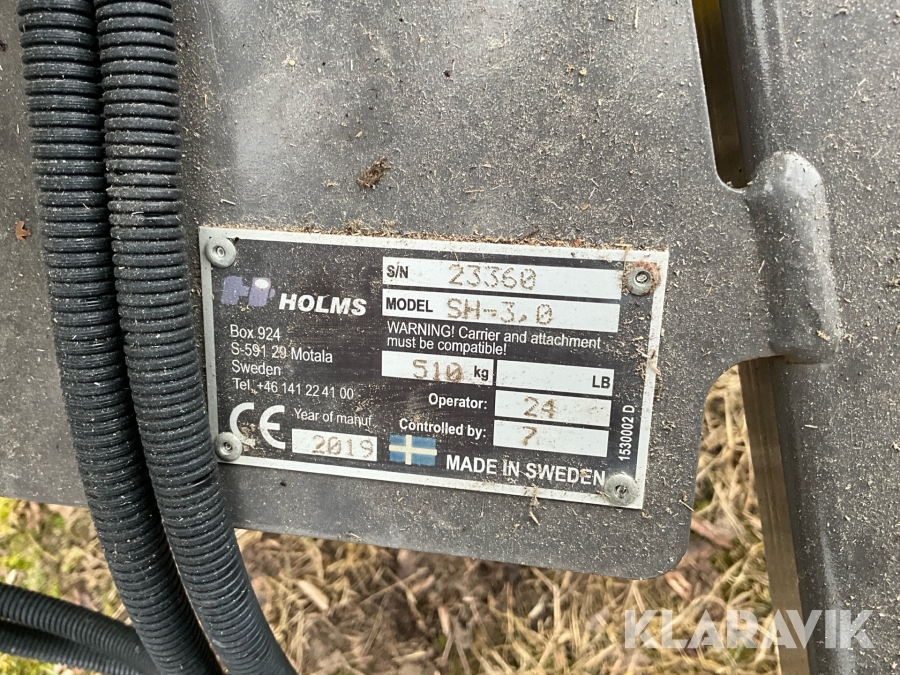 HOLMS
Box 924
S-591 29 Motala
Sweden
Tel. +46 141 22 41 00
CE
Year of manuf.
2019
S/N 23360
MODEL SH-3,0
WARNING! Carrier and attachment
must be compatible!
510 kg LB
Operator: 24
Controlled by: 7
MADE IN SWEDEN
1530002 D
KLARAVIK